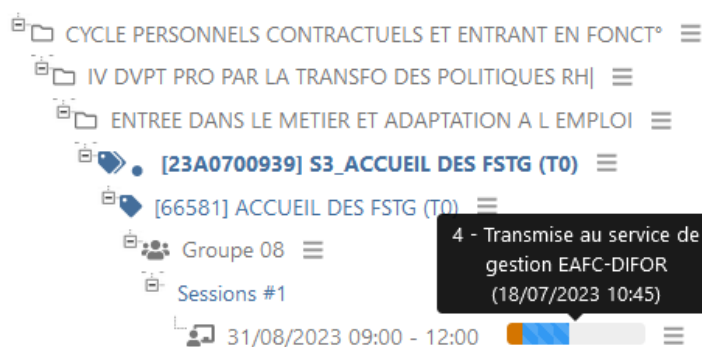 CYCLE PERSONNELS CONTRACTUELS ET ENTRANT EN FONCT°
IV DVPT PRO PAR LA TRANSFO DES POLITIQUES RH|
ENTREE DANS LE METIER ET ADAPTATION A L EMPLOI
[23A0700939] S3_ACCUEIL DES FSTG (T0)
[66581] ACCUEIL DES FSTG (T0)
4 - Transmise au service de
gestion EAFC-DIFOR
(18/07/2023 10:45)
Groupe 08
Sessions #1
31/08/2023 09:00 - 12:00